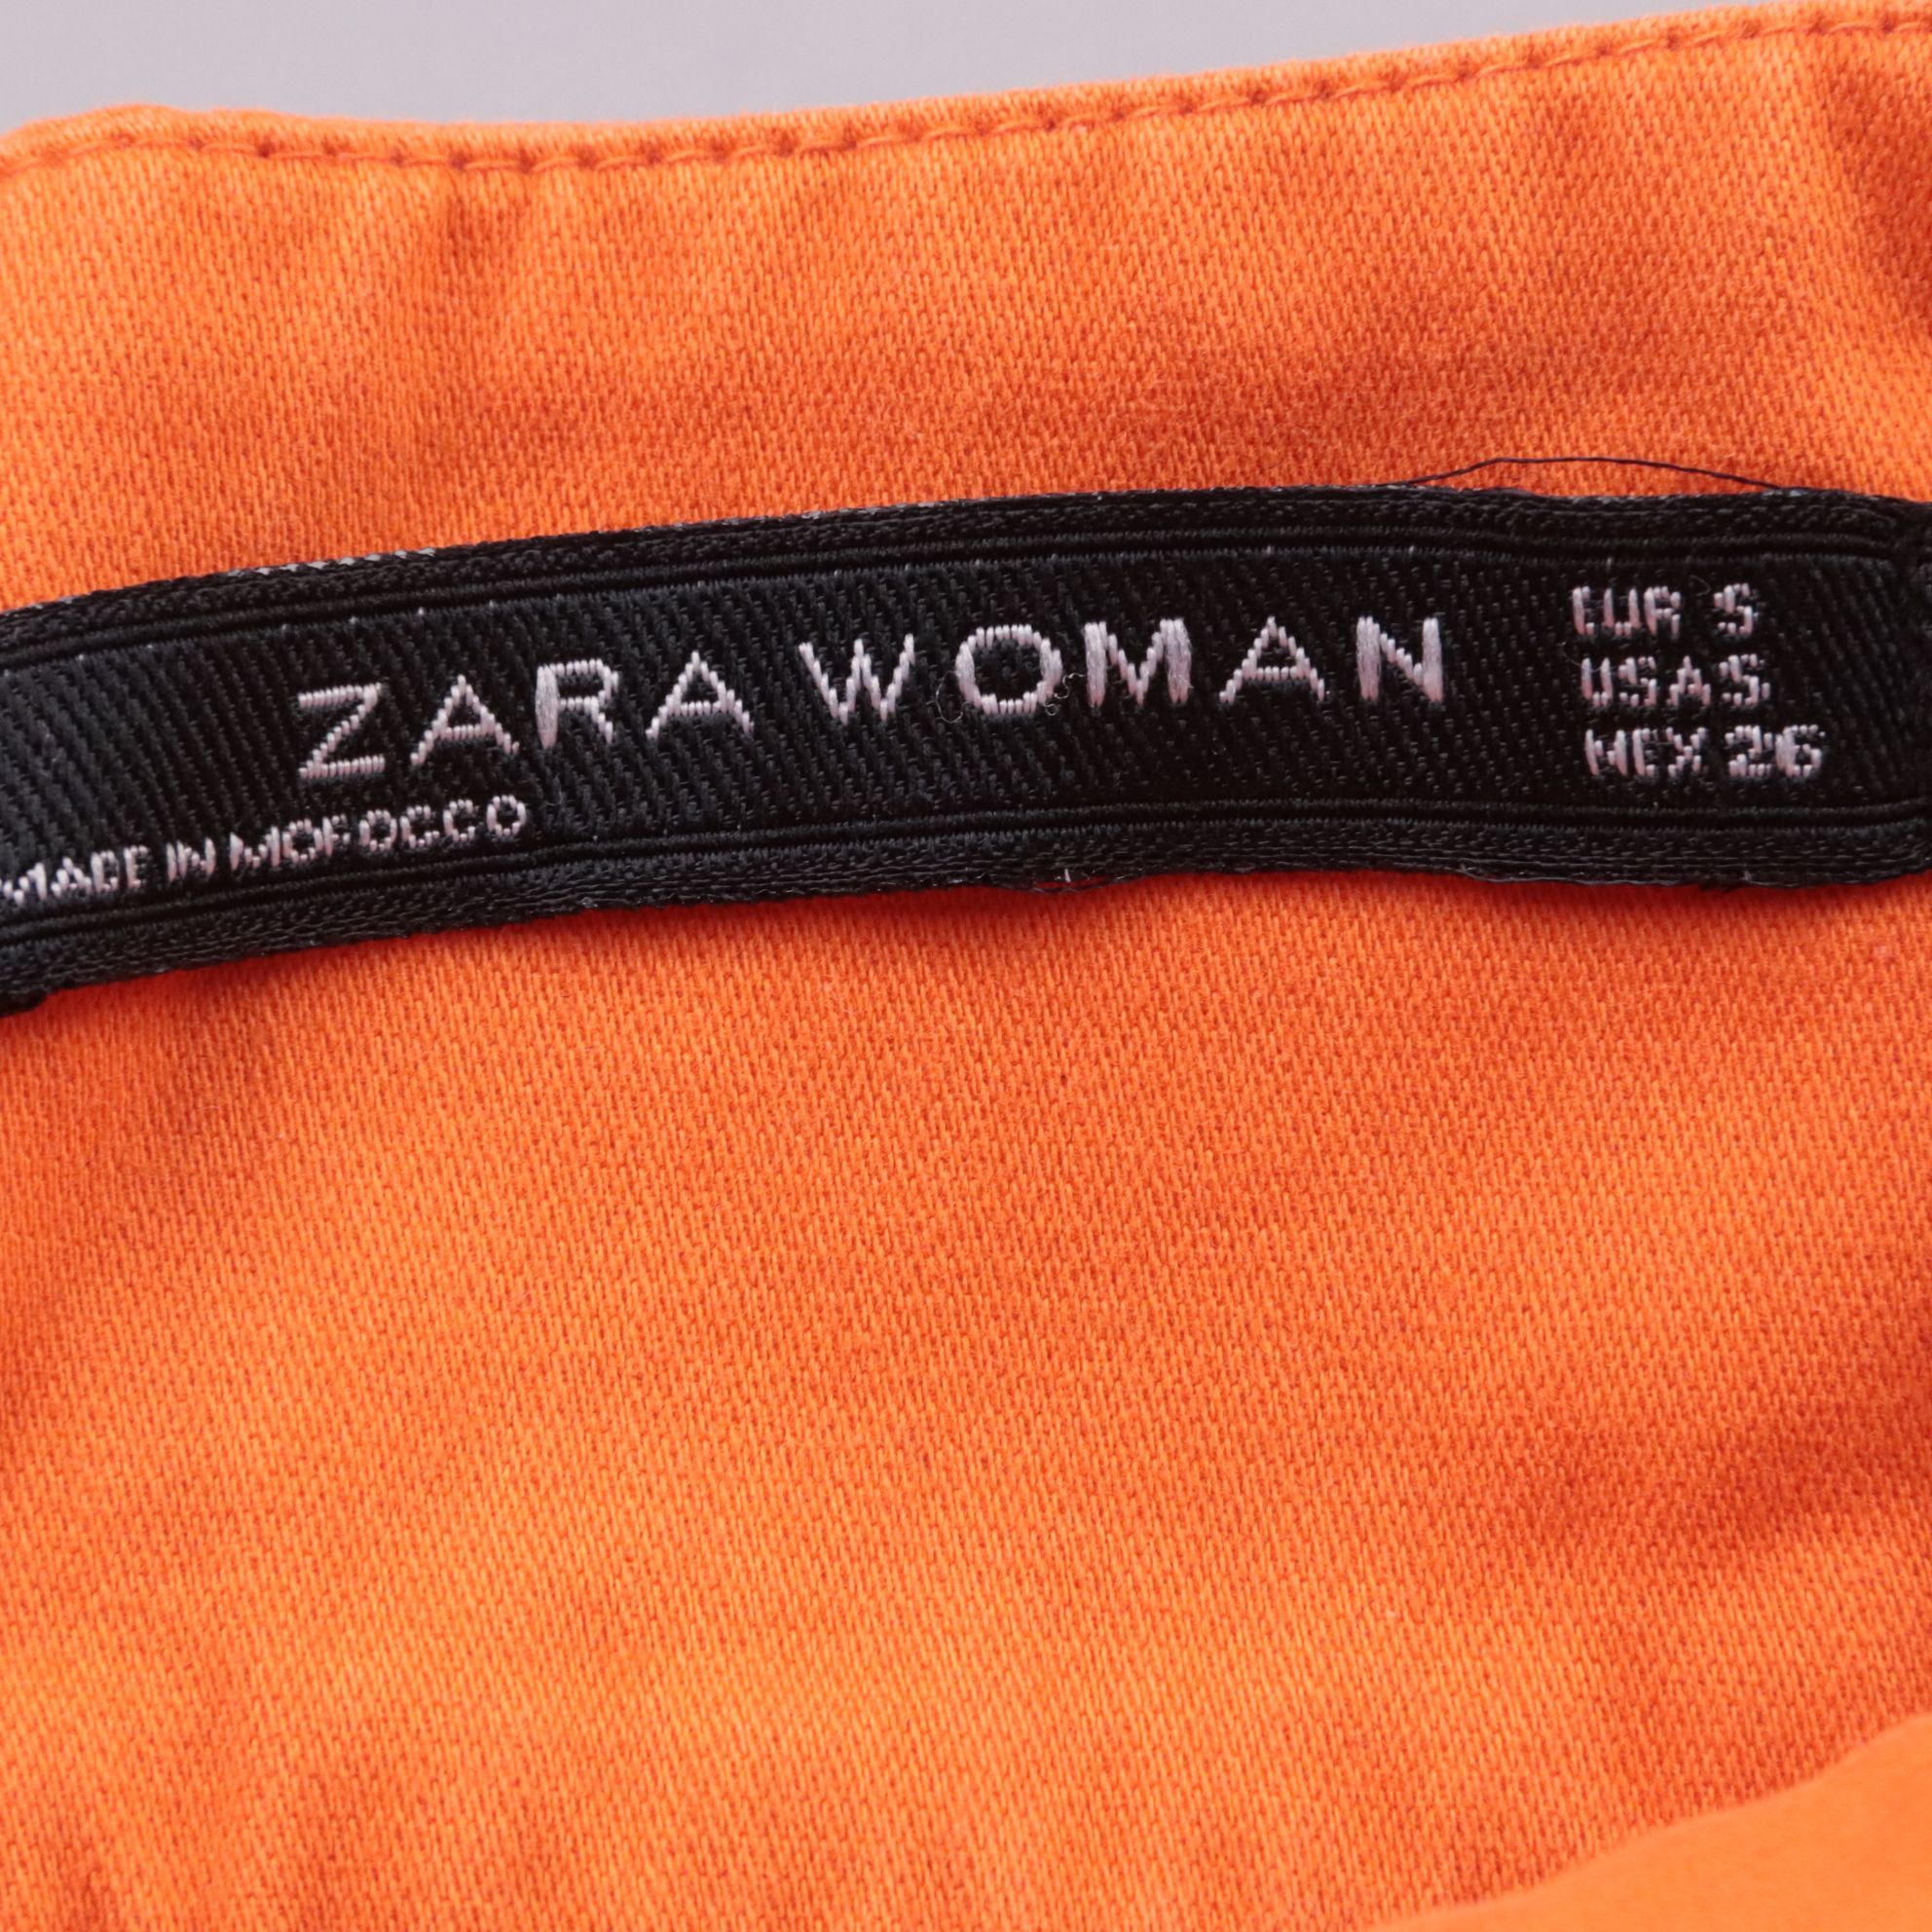 ZARA WOMAN
MADE IN MOROCCO
EUR S
USA S
MEX 26